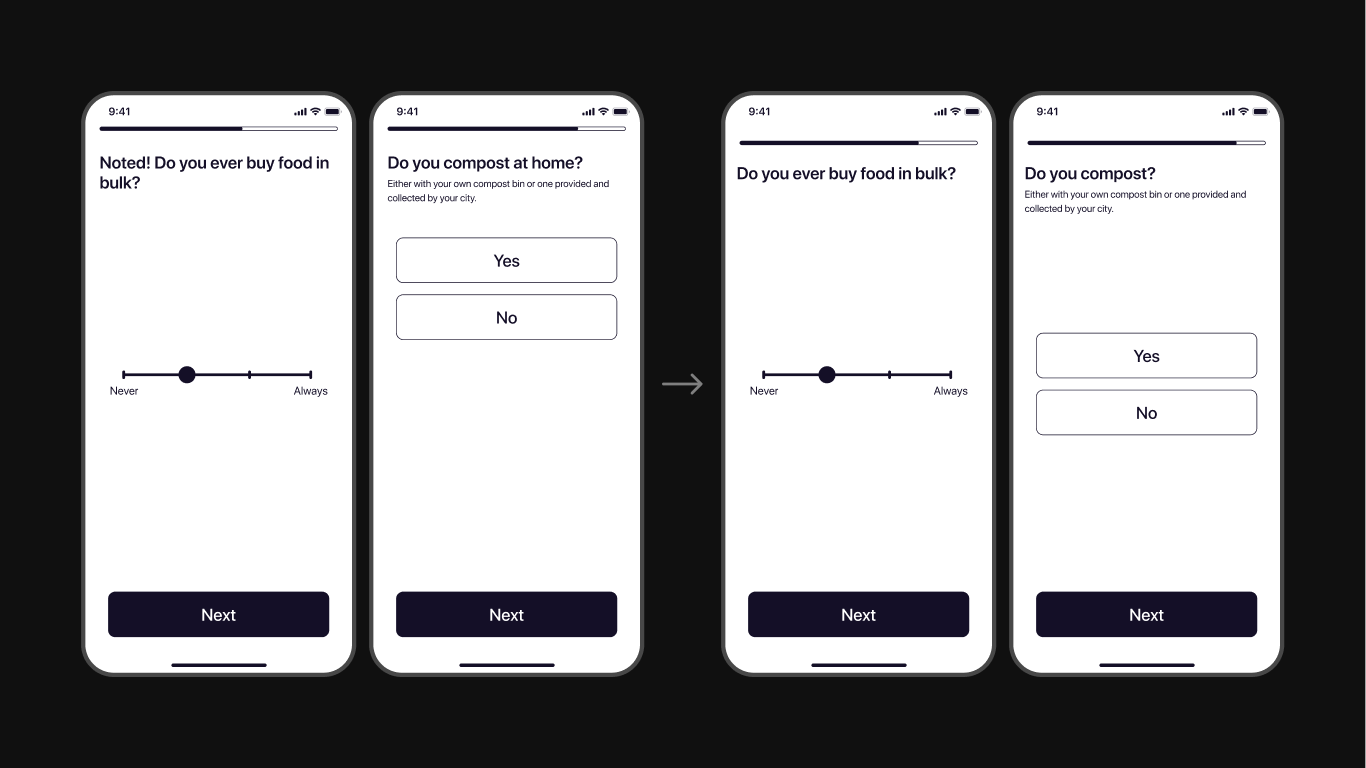 9:41
Noted! Do you ever buy food in
bulk?
Never
Always
Next
9:41
Do you compost at home?
Either with your own compost bin or one provided and
collected by your city.
Yes
No
Next
9:41
Do you ever buy food in bulk?
Never
Always
Next
9:41
Do you compost?
Either with your own compost bin or one provided and
collected by your city.
Yes
No
Next